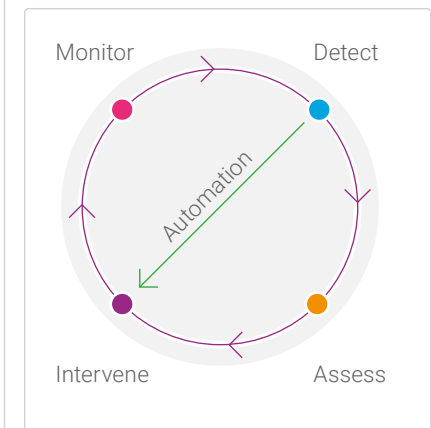 Monitor
Detect
Automation
Intervene
Assess